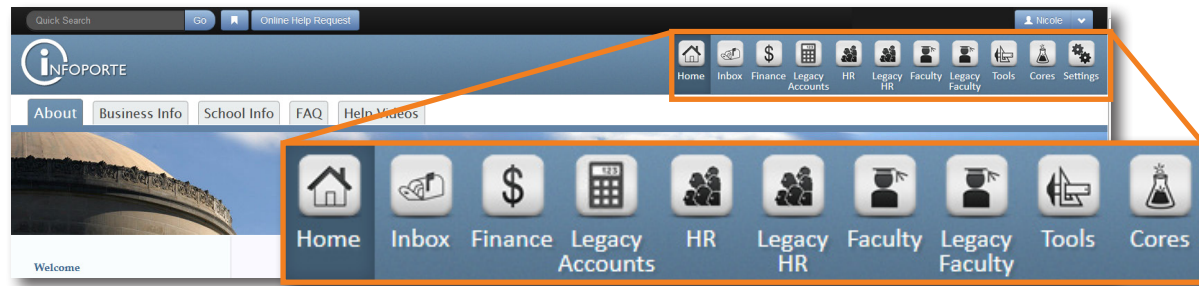 Quick Search Go Online Help Request Nicole
INFOPORTE
Home Inbox Finance Legacy Accounts HR Legacy HR Faculty Legacy Faculty Tools Cores Settings
About Business Info School Info FAQ Help Videos
123
Home Inbox Finance Legacy Accounts HR Legacy HR Faculty Legacy Faculty Tools Cores
Welcome